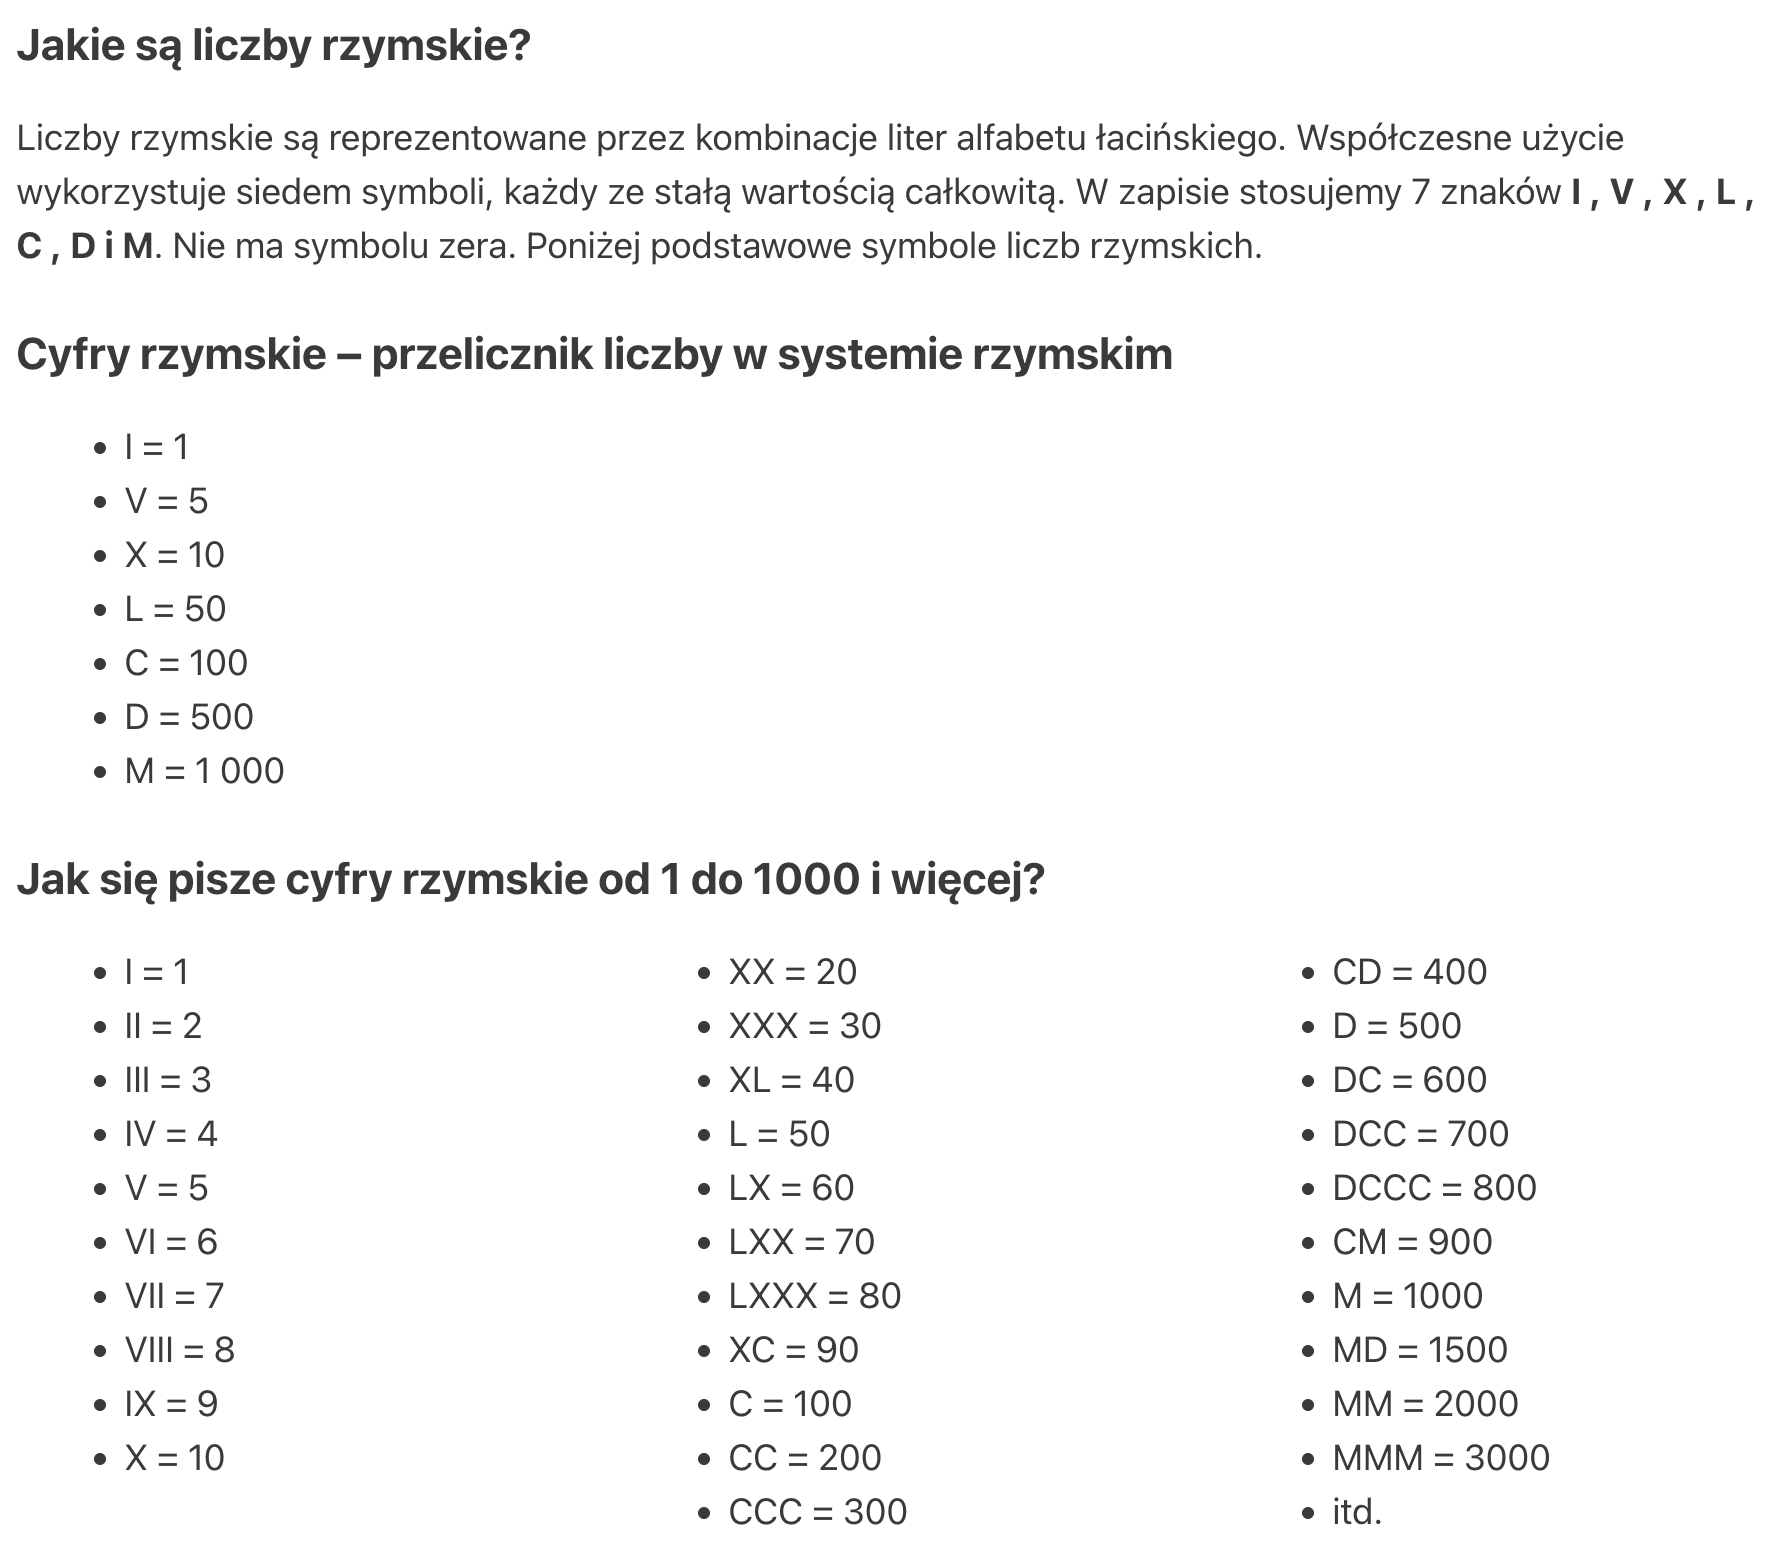 Jakie są liczby rzymskie?
Liczby rzymskie są reprezentowane przez kombinacje liter alfabetu łacińskiego. Współczesne użycie
wykorzystuje siedem symboli, każdy ze stałą wartością całkowitą. W zapisie stosujemy 7 znaków I , V , X , L ,
C , D i M. Nie ma symbolu zera. Poniżej podstawowe symbole liczb rzymskich.
Cyfry rzymskie – przelicznik liczby w systemie rzymskim
• I = 1
• V = 5
• X = 10
• L = 50
• C = 100
• D = 500
• M = 1 000
Jak się pisze cyfry rzymskie od 1 do 1000 i więcej?
• I = 1
• II = 2
• III = 3
• IV = 4
• V = 5
• VI = 6
• VII = 7
• VIII = 8
• IX = 9
• X = 10
• XX = 20
• XXX = 30
• XL = 40
• L = 50
• LX = 60
• LXX = 70
• LXXX = 80
• XC = 90
• C = 100
• CC = 200
• CCC = 300
• CD = 400
• D = 500
• DC = 600
• DCC = 700
• DCCC = 800
• CM = 900
• M = 1000
• MD = 1500
• MM = 2000
• MMM = 3000
• itd.